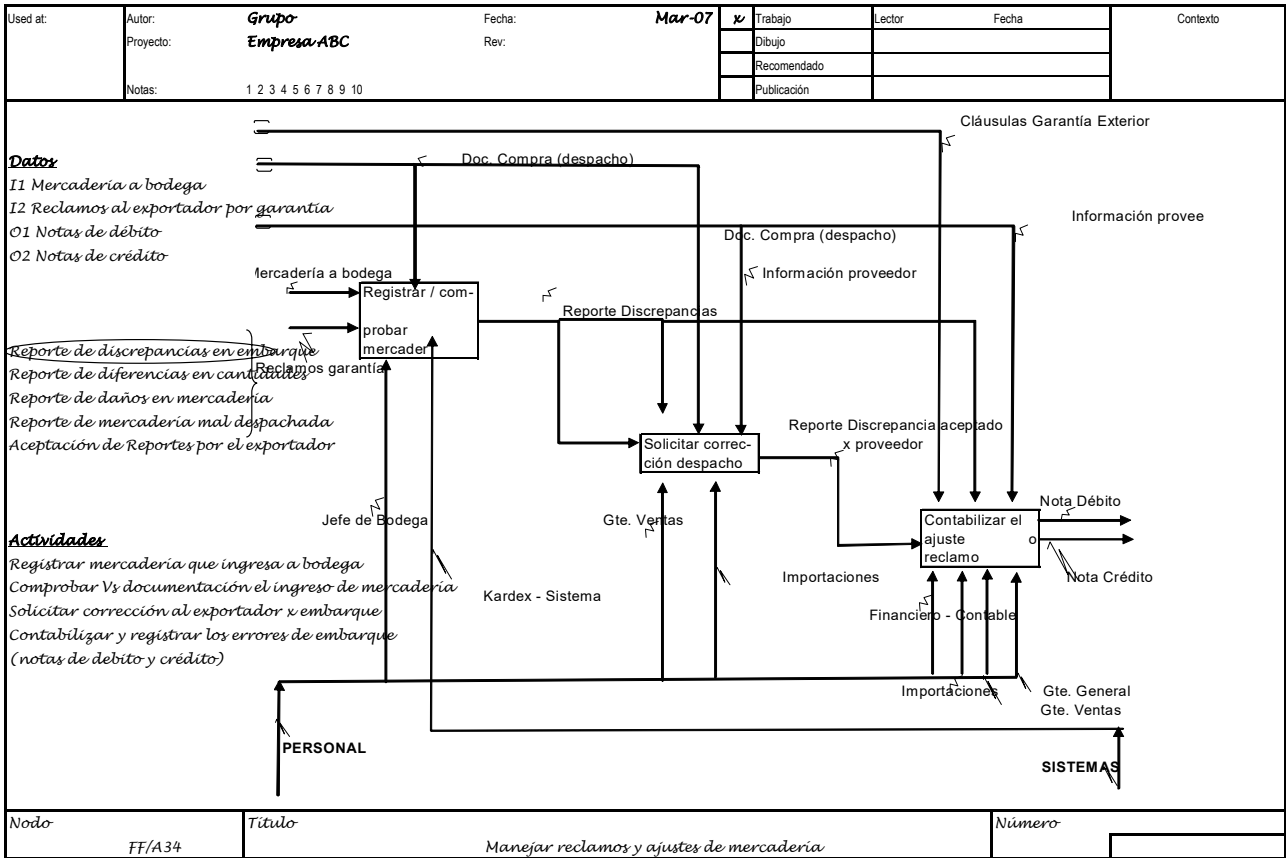 Used at:
Autor: Grupo Fecha: Mar-07 x Trabajo Lector Fecha Contexto
Proyecto: Empresa ABC Rev: Dibujo
Recomendado
Notas: 1 2 3 4 5 6 7 8 9 10 Publicación
Cláusulas Garantía Exterior
Datos
Doc. Compra (despacho)
I1 Mercadería a bodega
I2 Reclamos al exportador por garantía
O1 Notas de débito
O2 Notas de crédito
Información provee
Doc. Compra (despacho)
Mercadería a bodega
Información proveedor
Registrar / com-
probar
mercader
Reporte Discrepancias
Reporte de discrepancias en embarque
Reclamos garantía
Reporte de diferencias en cantidades
Reporte de daños en mercadería
Reporte de mercadería mal despachada
Aceptación de Reportes por el exportador
Solicitar correc-
ción despacho
Reporte Discrepancia aceptado
x proveedor
Jefe de Bodega
Gte. Ventas
Contabilizar el
ajuste o
reclamo
Nota Débito
Nota Crédito
Actividades
Registrar mercadería que ingresa a bodega
Comprobar Vs documentación el ingreso de mercadería
Solicitar corrección al exportador x embarque
Contabilizar y registrar los errores de embarque
(notas de debito y crédito)
Kardex - Sistema
Importaciones
Financiero - Contable
Importaciones
Gte. General
Gte. Ventas
PERSONAL
SISTEMAS
Nodo Título Número
FF/A34 Manejar reclamos y ajustes de mercadería